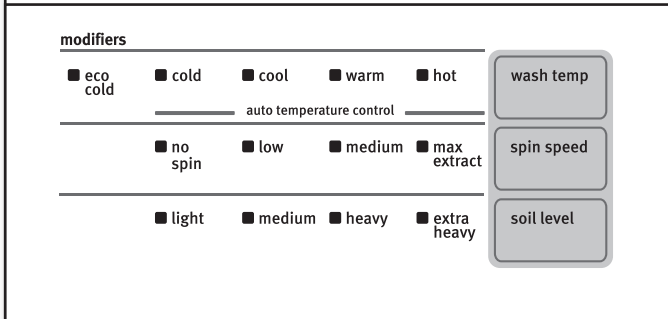 modifiers
eco cold cold cool warm hot wash temp
auto temperature control
no spin low medium max extract spin speed
light medium heavy extra heavy soil level